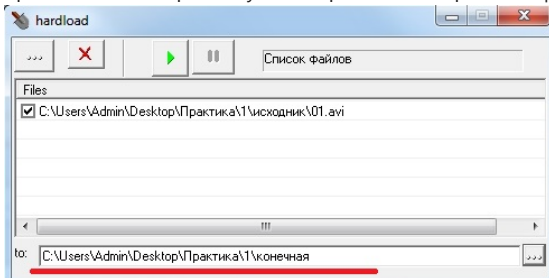 hardload
...
Список файлов
Files
C:\Users\Admin\Desktop\Практика\1\исходник\01.avi
to:
C:\Users\Admin\Desktop\Практика\1\конечная
...